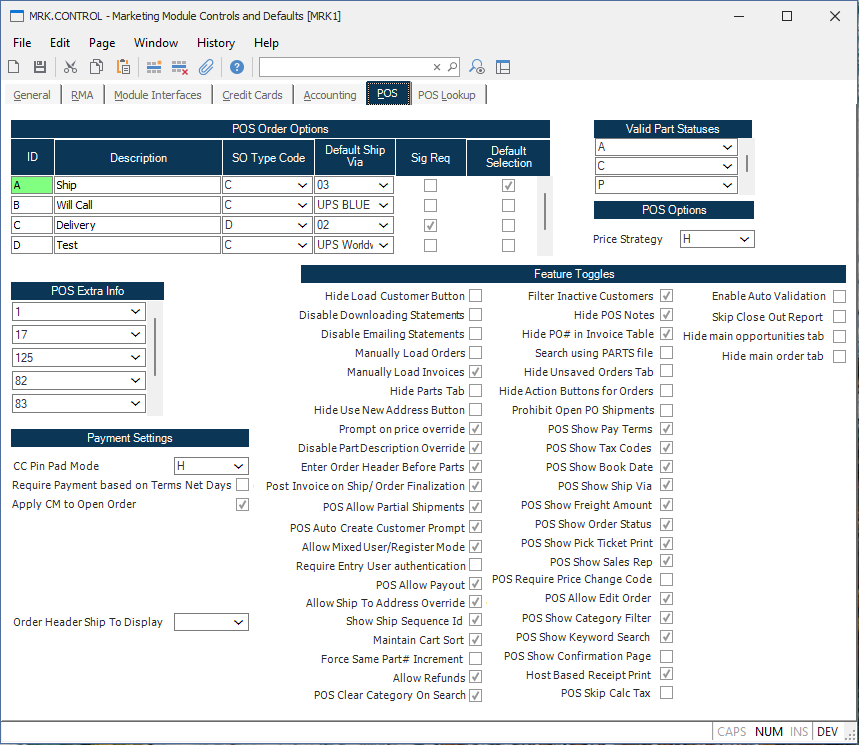 MRK.CONTROL - Marketing Module Controls and Defaults [MRK1]
File Edit Page Window History Help
General RMA Module Interfaces Credit Cards Accounting POS POS Lookup
POS Order Options
ID Description SO Type Code Default Ship Via Sig Req Default Selection
A Ship C 03
B Will Call C UPS BLUE
C Delivery D 02
D Test C UPS Worldw
Valid Part Statuses
A
C
P
POS Options
Price Strategy H
POS Extra Info
1
17
125
82
83
Payment Settings
CC Pin Pad Mode H
Require Payment based on Terms Net Days
Apply CM to Open Order
Order Header Ship To Display
Feature Toggles
Hide Load Customer Button
Disable Downloading Statements
Disable Emailing Statements
Manually Load Orders
Manually Load Invoices
Hide Parts Tab
Hide Use New Address Button
Prompt on price override
Disable Part Description Override
Enter Order Header Before Parts
Post Invoice on Ship/ Order Finalization
POS Allow Partial Shipments
POS Auto Create Customer Prompt
Allow Mixed User/Register Mode
Require Entry User authentication
POS Allow Payout
Allow Ship To Address Override
Show Ship Sequence Id
Maintain Cart Sort
Force Same Part# Increment
Allow Refunds
POS Clear Category On Search
Filter Inactive Customers
Hide POS Notes
Hide PO# in Invoice Table
Search using PARTS file
Hide Unsaved Orders Tab
Hide Action Buttons for Orders
Prohibit Open PO Shipments
POS Show Pay Terms
POS Show Tax Codes
POS Show Book Date
POS Show Ship Via
POS Show Freight Amount
POS Show Order Status
POS Show Pick Ticket Print
POS Show Sales Rep
POS Require Price Change Code
POS Allow Edit Order
POS Show Category Filter
POS Show Keyword Search
POS Show Confirmation Page
Host Based Receipt Print
POS Skip Calc Tax
Enable Auto Validation
Skip Close Out Report
Hide main opportunities tab
Hide main order tab
CAPS NUM INS DEV